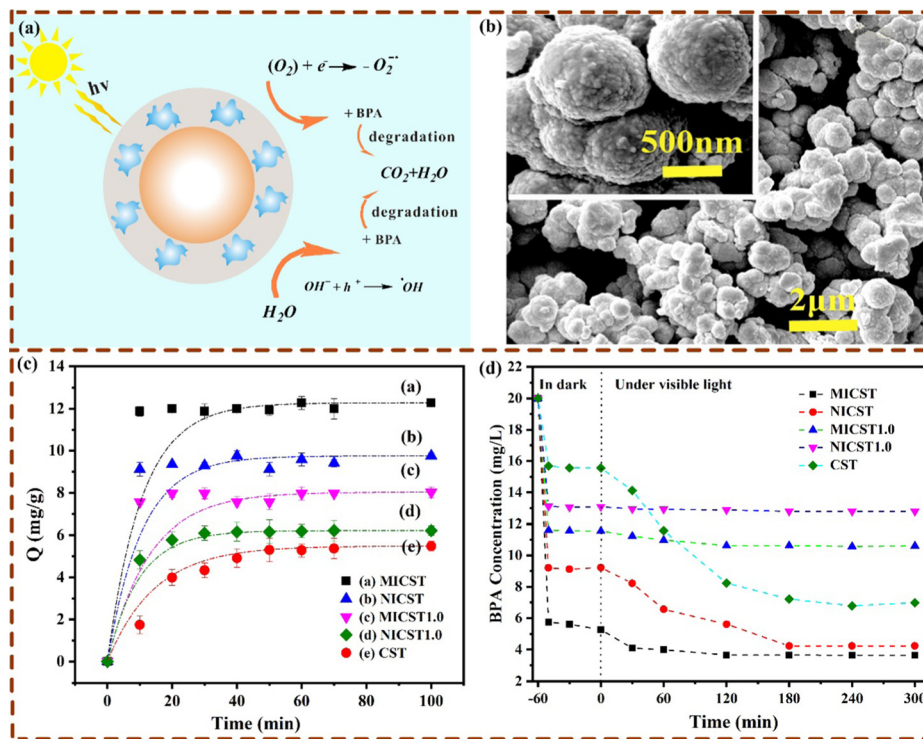 (a)
hν
(O₂) + e⁻ → – O₂⁻˙
+ BPA
degradation
CO₂+H₂O
degradation
+ BPA
OH⁻ + h⁺ → ˙OH
H₂O
(b)
500nm
2μm
(c)
14
12
10
8
6
4
2
0
Q (mg/g)
(a)
(b)
(c)
(d)
(e)
(a) MICST
(b) NICST
(c) MICST1.0
(d) NICST1.0
(e) CST
0 20 40 60 80 100
Time (min)
(d)
In dark Under visible light
20
18
16
14
12
10
8
6
4
2
BPA Concentration (mg/L)
MICST
NICST
MICST1.0
NICST1.0
CST
-60 0 60 120 180 240 300
Time (min)